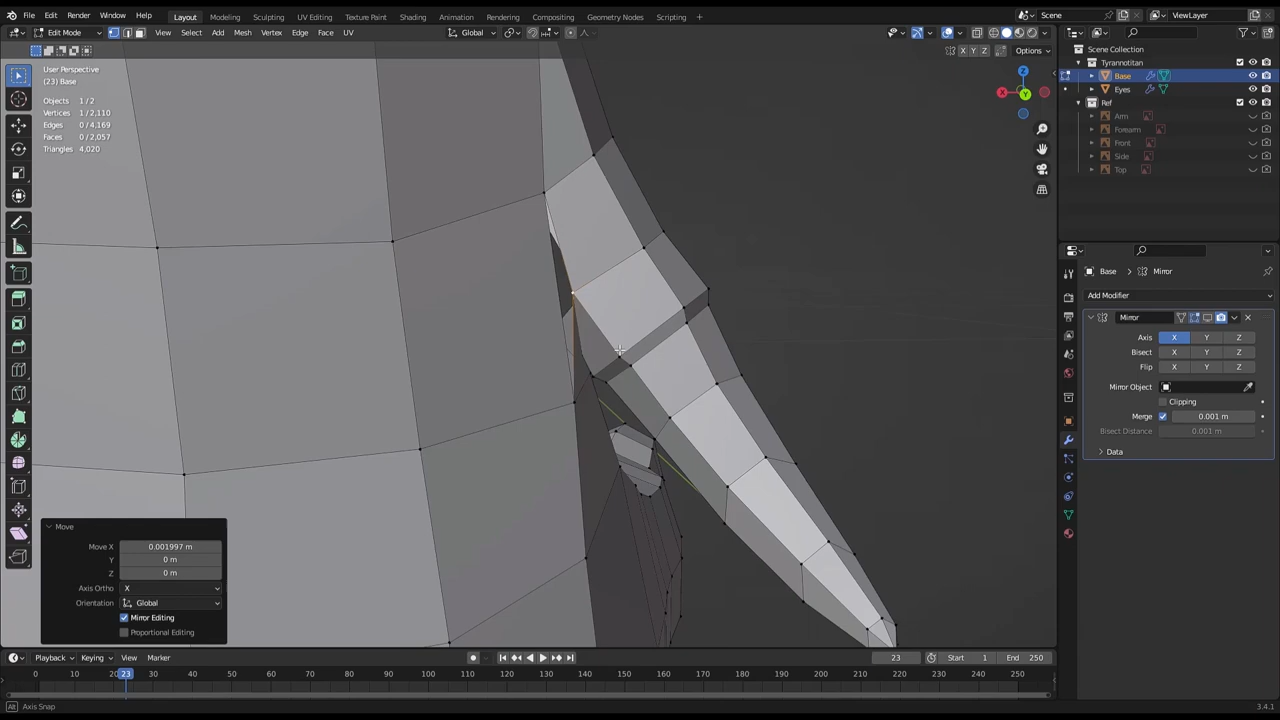 File Edit Render Window Help Layout Modeling Sculpting UV Editing Texture Paint Shading Animation Rendering Compositing Geometry Nodes Scripting + Scene ViewLayer
Edit Mode View Select Add Mesh Vertex Edge Face UV Global
X Y Z Options
User Perspective
(23) Base
Objects 1/2
Vertices 1/2,110
Edges 0/4,169
Faces 0/2,057
Triangles 4,020
Z
X
Y
Scene Collection
Tyrannotitan
Base
Eyes
Ref
Arm
Forearm
Front
Side
Top
Base > Mirror
Add Modifier
Mirror
Axis X Y Z
Bisect X Y Z
Flip X Y Z
Mirror Object
Clipping
Merge 0.001 m
Bisect Distance 0.001 m
Data
Move
Move X 0.001997 m
Y 0 m
Z 0 m
Axis Ortho X
Orientation Global
Mirror Editing
Proportional Editing
Playback Keying View Marker 23 Start 1 End 250
0 10 20 23 30 40 50 60 70 80 90 100 110 120 130 140 150 160 170 180 190 200 210 220 230 240 250
Alt Axis Snap 3.4.1